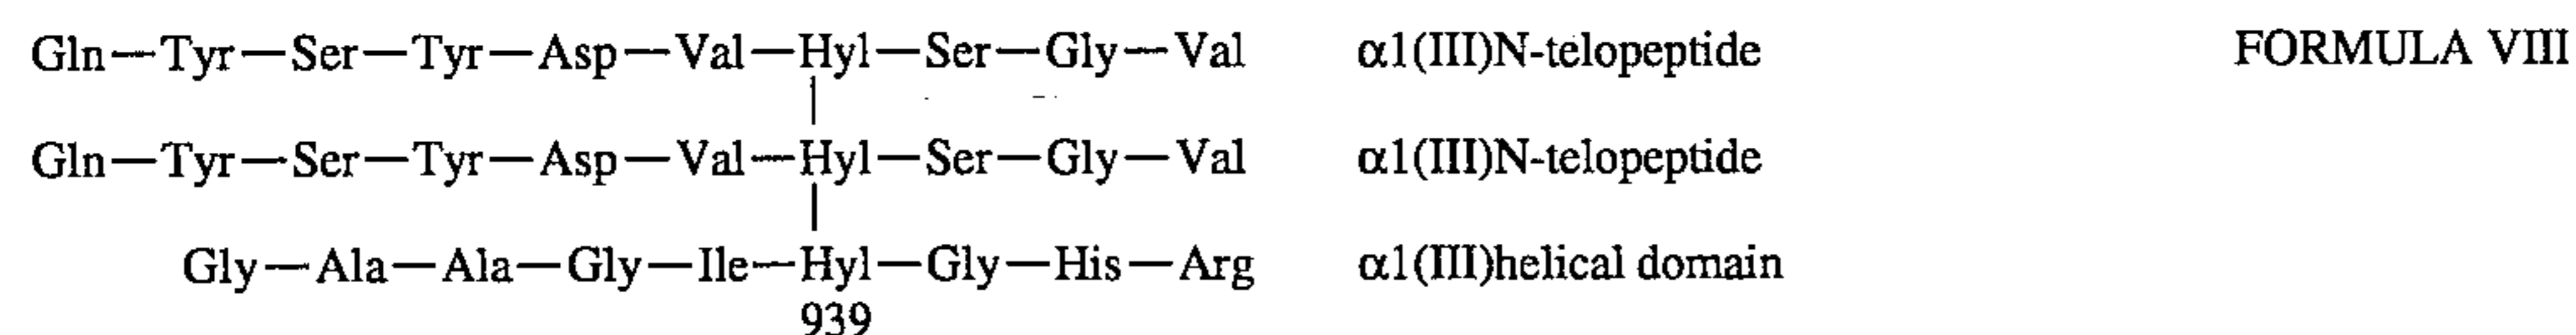 Gln—Tyr—Ser—Tyr—Asp—Val—Hyl—Ser—Gly—Val α1(III)N-telopeptide FORMULA VIII
Gln—Tyr—Ser—Tyr—Asp—Val—Hyl—Ser—Gly—Val α1(III)N-telopeptide
Gly—Ala—Ala—Gly—Ile—Hyl—Gly—His—Arg α1(III)helical domain
939